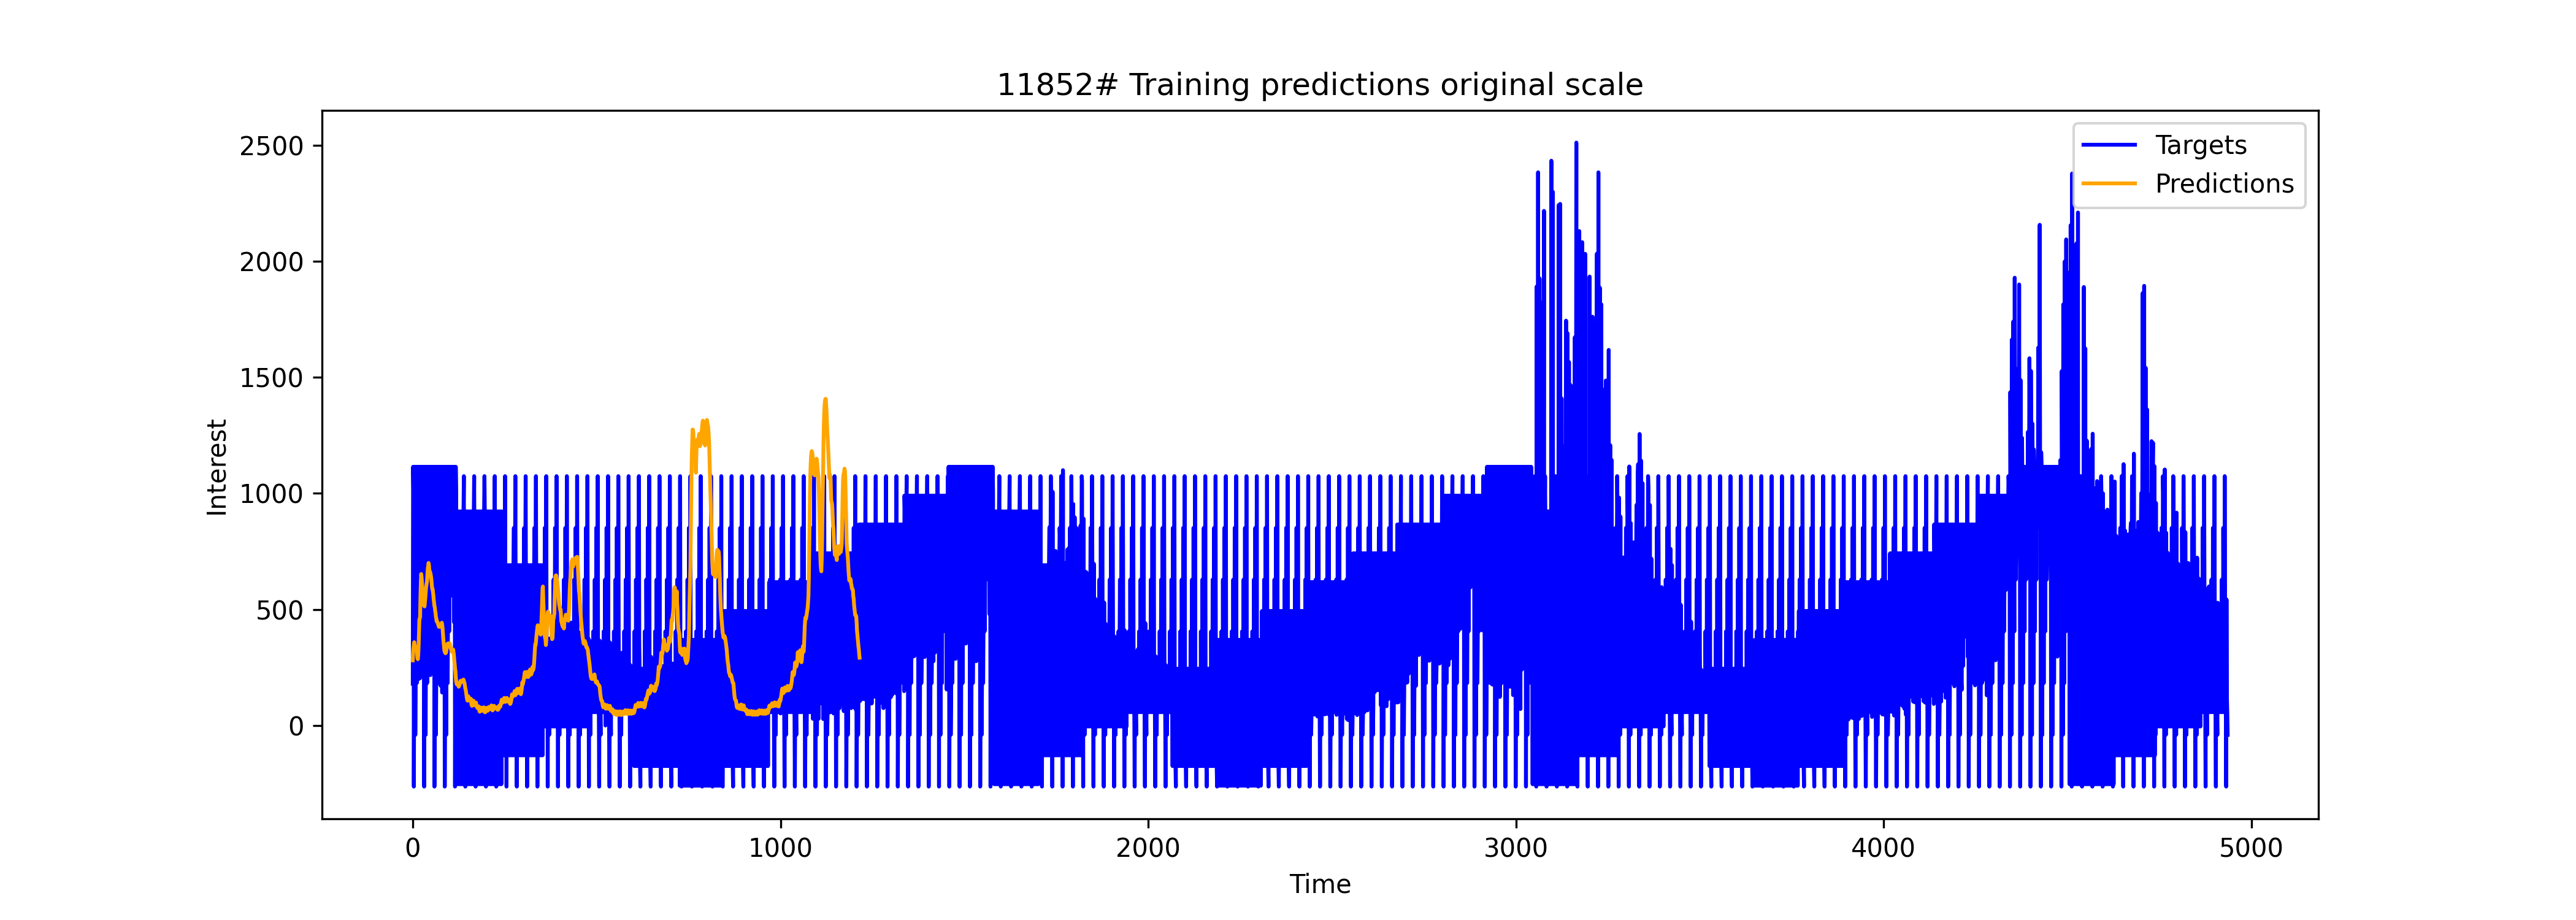 11852# Training predictions original scale
Targets
Predictions
2500
2000
1500
1000
500
0
Interest
0 1000 2000 3000 4000 5000
Time